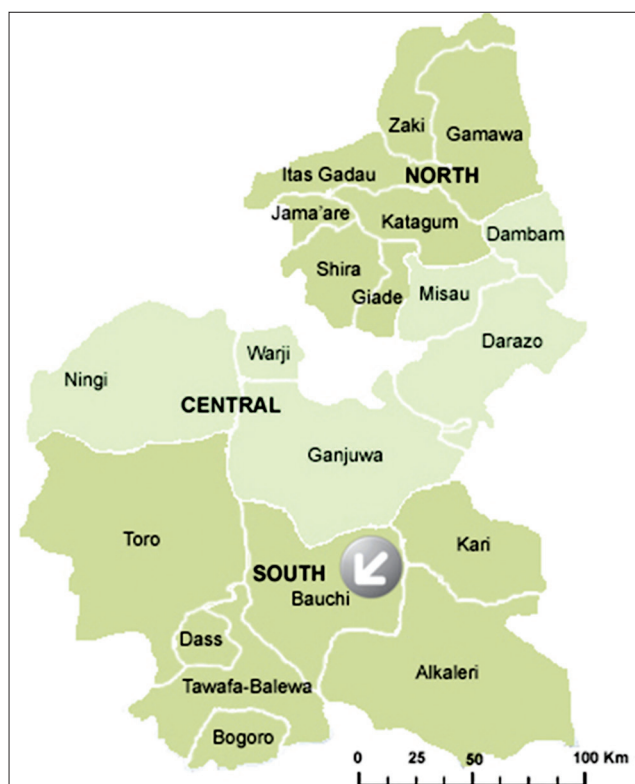 Zaki
Gamawa
Itas Gadau
NORTH
Jama'are
Katagum
Dambam
Shira
Giade
Misau
Darazo
Warji
Ningi
CENTRAL
Ganjuwa
Toro
Kari
SOUTH
Bauchi
Dass
Alkaleri
Tawafa-Balewa
Bogoro
0 25 50 100 Km